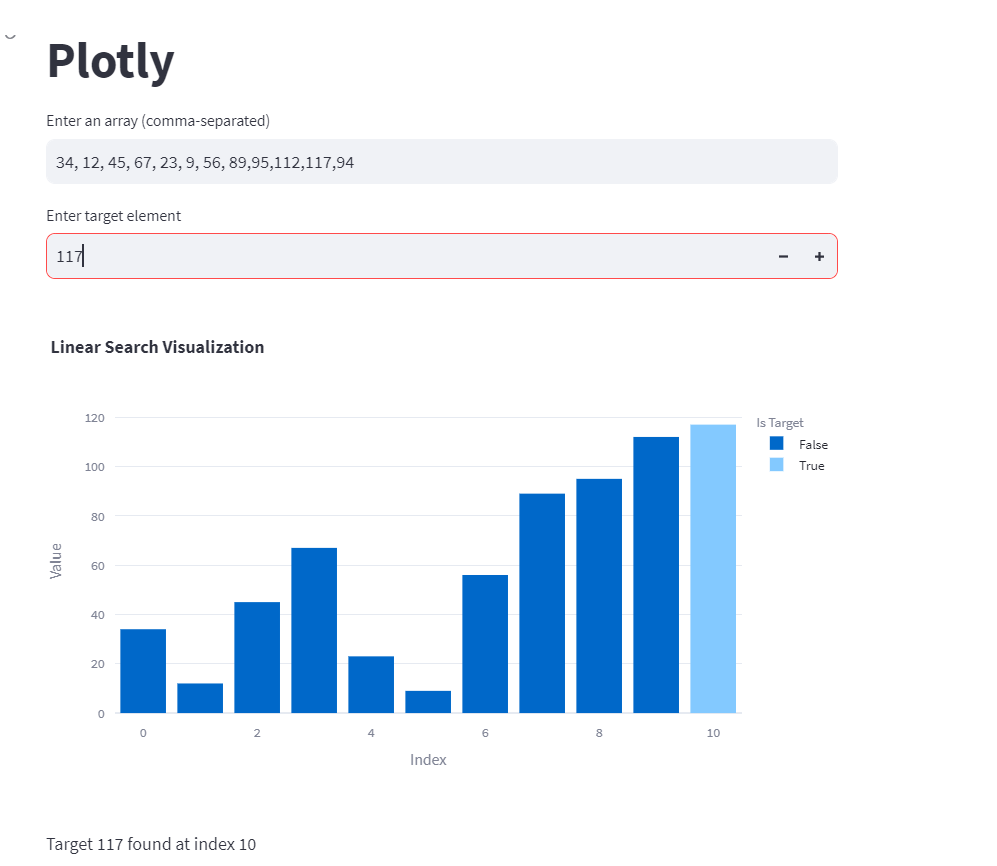 Plotly
Enter an array (comma-separated)
34, 12, 45, 67, 23, 9, 56, 89,95,112,117,94
Enter target element
117
Linear Search Visualization
120
100
80
60
40
20
0
Value
0 2 4 6 8 10
Index
Is Target
False
True
Target 117 found at index 10